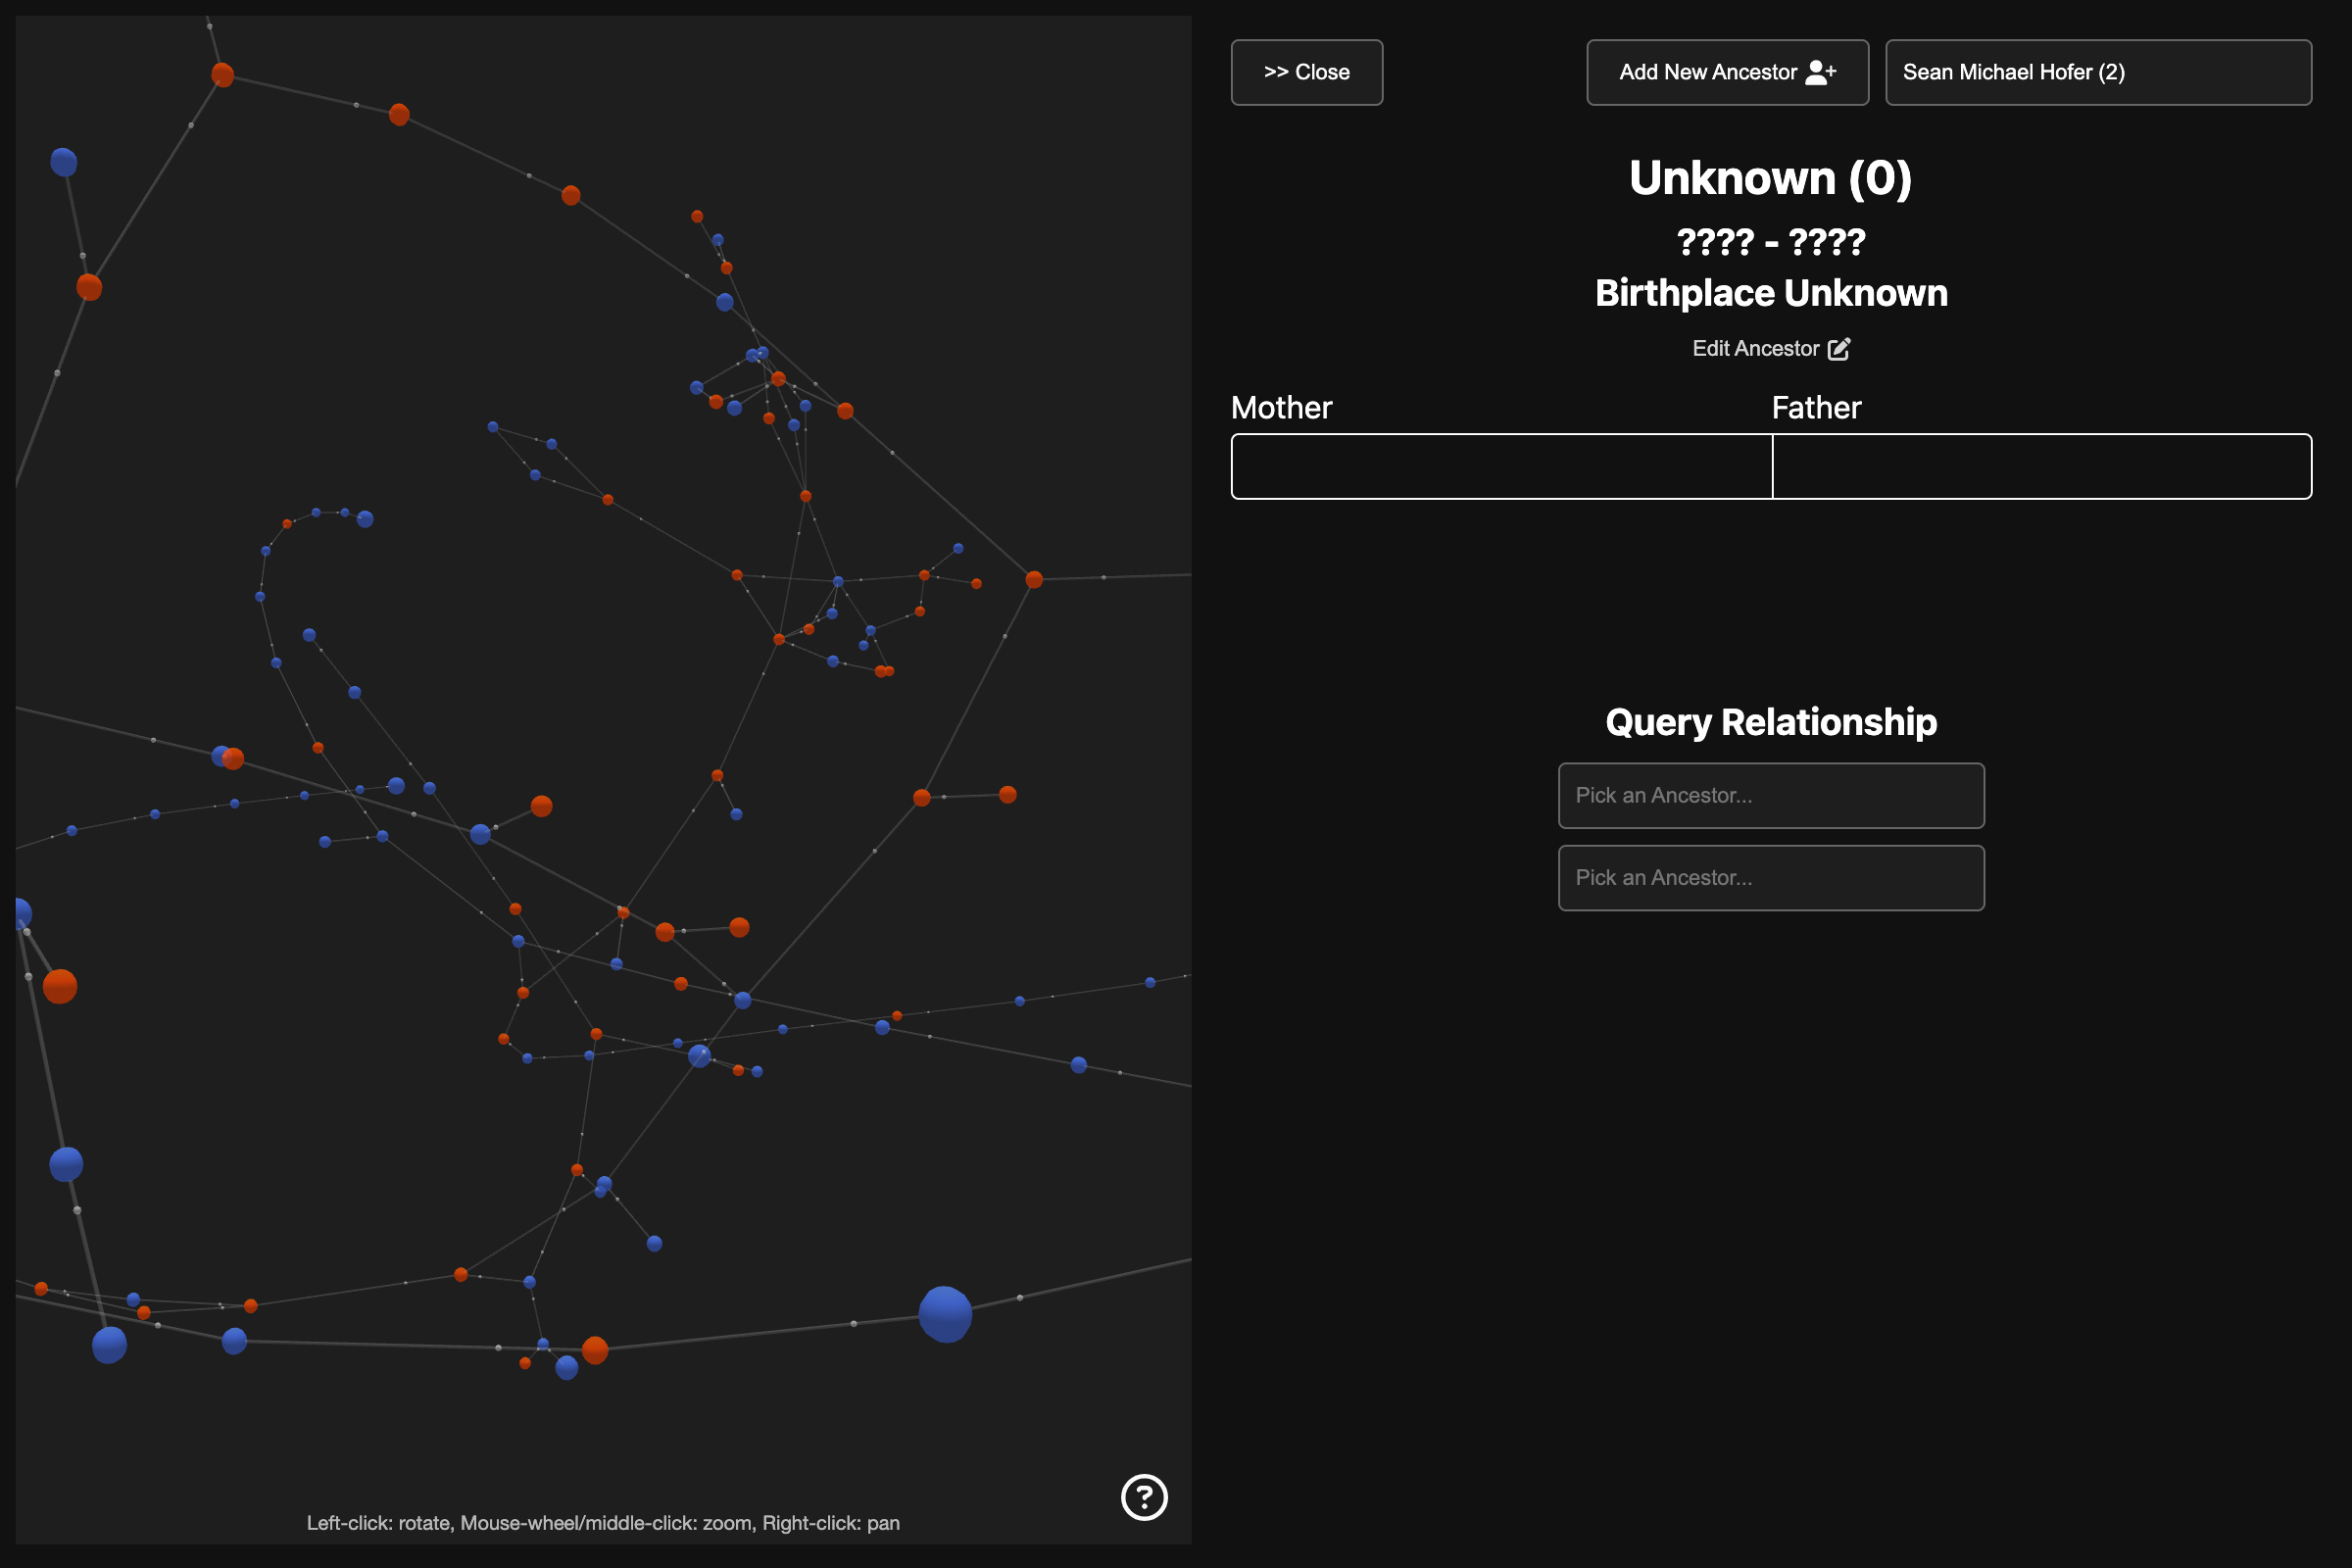 >> Close
Add New Ancestor
Sean Michael Hofer (2)
Unknown (0)
???? - ????
Birthplace Unknown
Edit Ancestor
Mother
Father
Query Relationship
Pick an Ancestor...
Pick an Ancestor...
?
Left-click: rotate, Mouse-wheel/middle-click: zoom, Right-click: pan